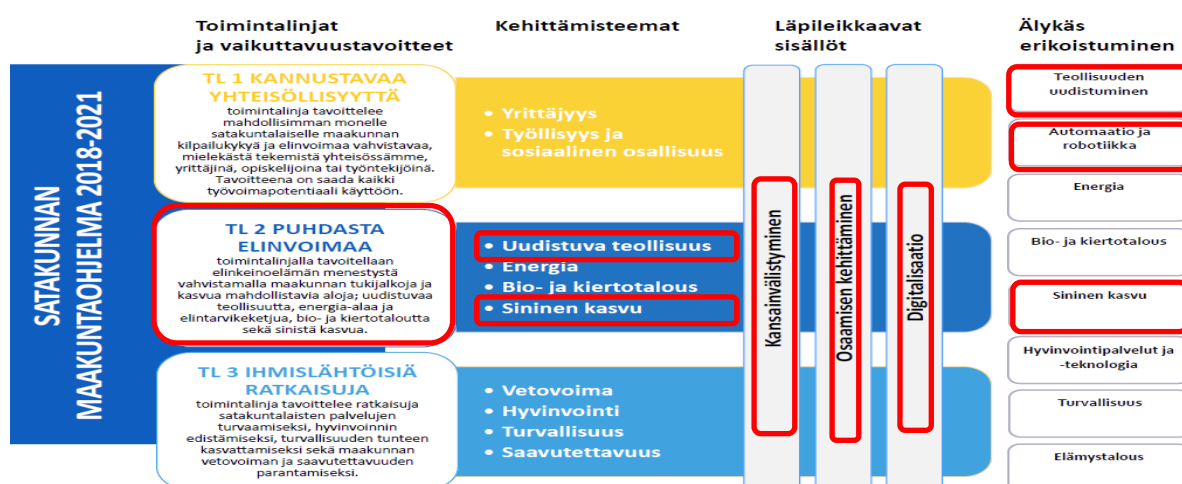 Toimintalinjat
ja vaikuttavuustavoitteet
Kehittämisteemat
Läpileikkaavat
sisällöt
Älykäs
erikoistuminen
SATAKUNNAN
MAAKUNTAOHJELMA 2018-2021
TL 1 KANNUSTAVAA
YHTEISÖLLISYYTTÄ
toimintalinja tavoittelee
mahdollisimman monelle
satakuntalaiselle maakunnan
kilpailukykyä ja elinvoimaa vahvistavaa,
mielekästä tekemistä yhteisössämme,
yrittäjinä, opiskelijoina tai työntekijöinä.
Tavoitteena on saada kaikki
työvoimapotentiaali käyttöön.
• Yrittäjyys
• Työllisyys ja
sosiaalinen osallisuus
TL 2 PUHDASTA
ELINVOIMAA
toimintalinjalla tavoitellaan
elinkeinoelämän menestystä
vahvistamalla maakunnan tukijalkoja ja
kasvua mahdollistavia aloja; uudistuvaa
teollisuutta, energia-alaa ja
elintarvikeketjua, bio- ja kiertotaloutta
sekä sinistä kasvua.
• Uudistuva teollisuus
• Energia
• Bio- ja kiertotalous
• Sininen kasvu
TL 3 IHMISLÄHTÖISIÄ
RATKAISUJA
toimintalinja tavoittelee ratkaisuja
satakuntalaisten palvelujen
turvaamiseksi, hyvinvoinnin
edistämiseksi, turvallisuuden tunteen
kasvattamiseksi sekä maakunnan
vetovoiman ja saavutettavuuden
parantamiseksi.
• Vetovoima
• Hyvinvointi
• Turvallisuus
• Saavutettavuus
Kansainvälistyminen
Osaamisen kehittäminen
Digitalisaatio
Teollisuuden
uudistuminen
Automaatio ja
robotiikka
Energia
Bio- ja kiertotalous
Sininen kasvu
Hyvinvointipalvelut ja
-teknologia
Turvallisuus
Elämystalous